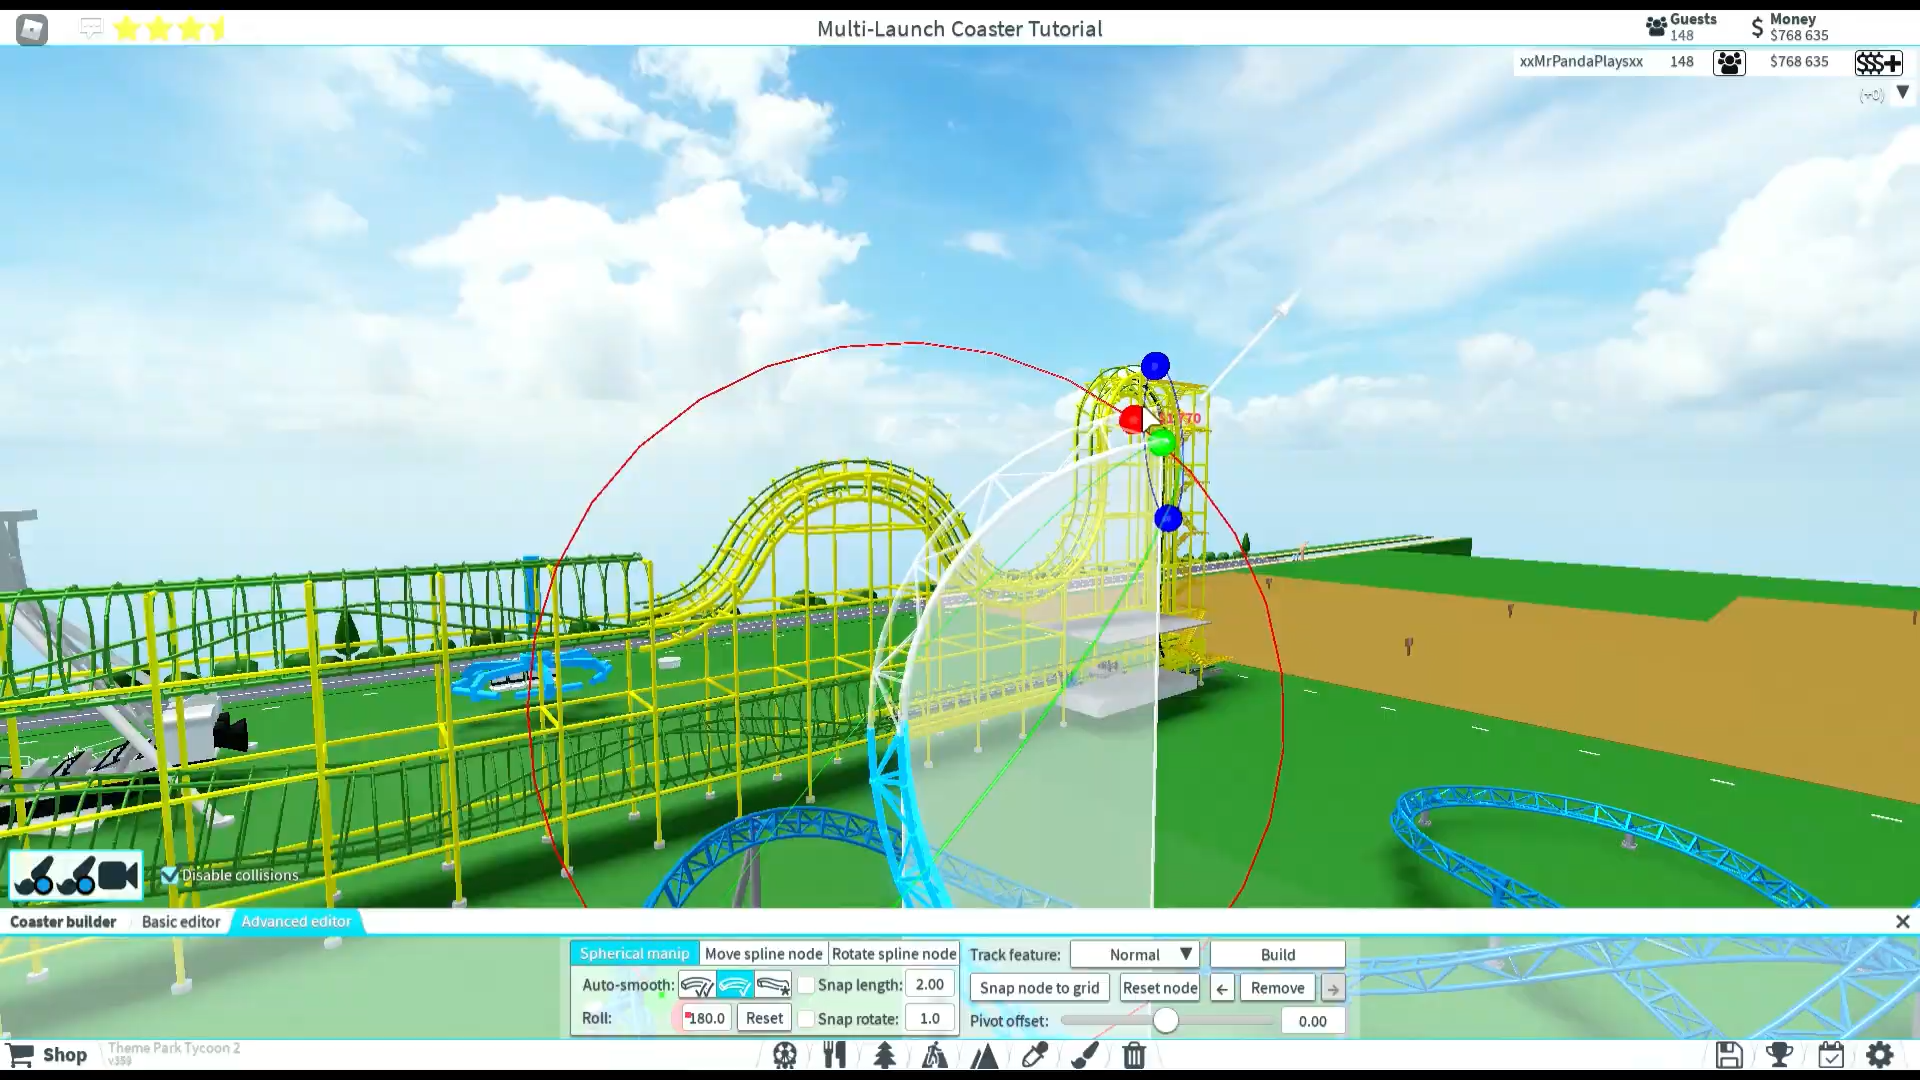 Multi-Launch Coaster Tutorial
Guests
148
Money
$768 635
xxMrPandaPlaysxx 148 $768 635
(+0)
Disable collisions
Coaster builder Basic editor Advanced editor
Spherical manip Move spline node Rotate spline node
Track feature: Normal Build
Auto-smooth: Snap length: 2.00
Snap node to grid Reset node Remove
Roll: 180.0 Reset Snap rotate: 1.0
Pivot offset: 0.00
Shop
Theme Park Tycoon 2
v359